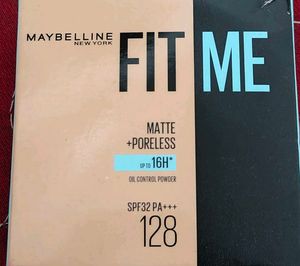 MAYBELLINE
NEW YORK
FIT ME
MATTE
+PORELESS
UP TO 16H*
OIL CONTROL POWDER
SPF32 PA+++
128